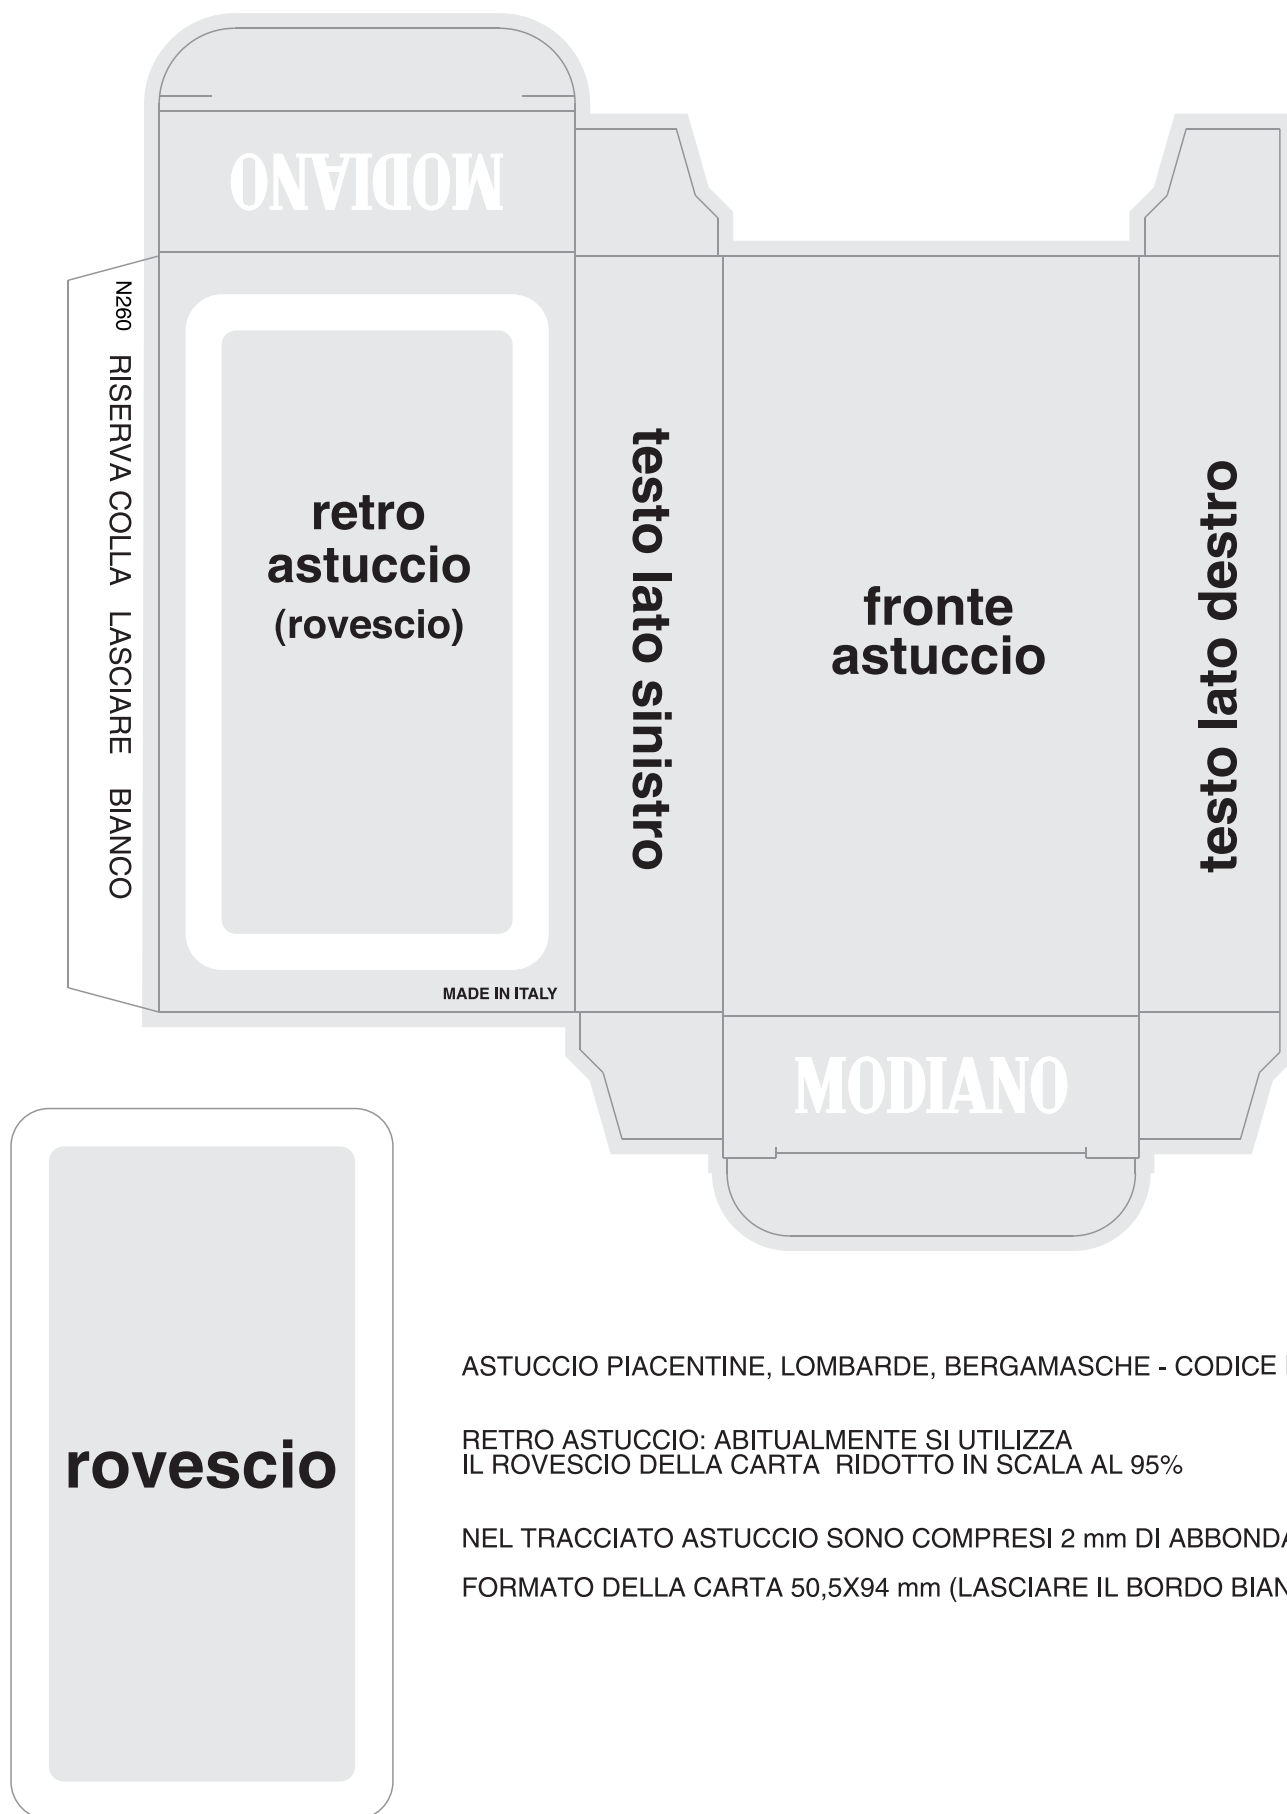 MODIANO
N260 RISERVA COLLA LASCIARE BIANCO
retro
astuccio
(rovescio)
MADE IN ITALY
testo lato sinistro
fronte
astuccio
testo lato destro
MODIANO
rovescio
ASTUCCIO PIACENTINE, LOMBARDE, BERGAMASCHE - CODICE
RETRO ASTUCCIO: ABITUALMENTE SI UTILIZZA
IL ROVESCIO DELLA CARTA RIDOTTO IN SCALA AL 95%
NEL TRACCIATO ASTUCCIO SONO COMPRESI 2 mm DI
FORMATO DELLA CARTA 50,5X94 mm (LASCIARE IL BORDO